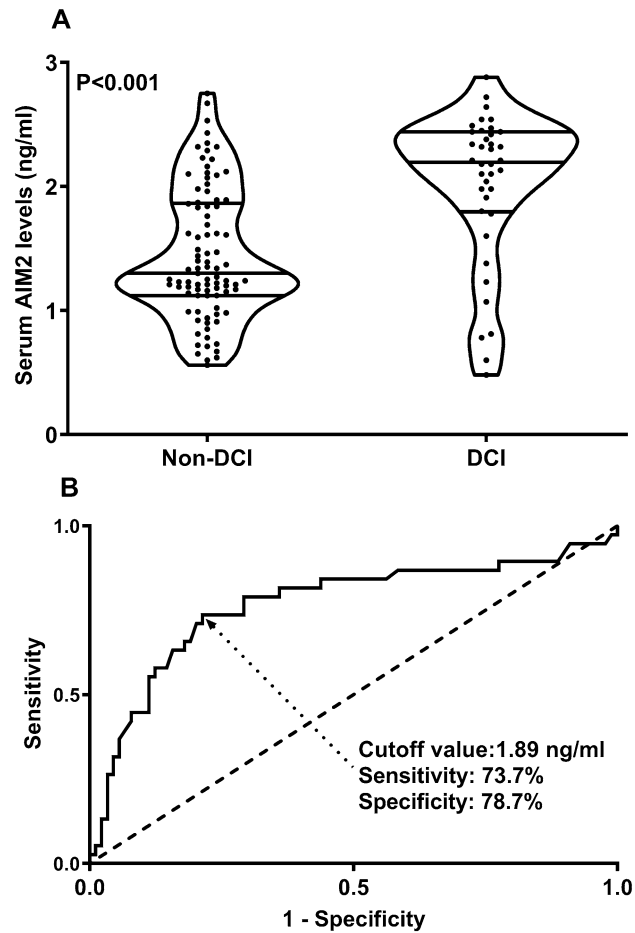 A
3
P<0.001
2
1
0
Serum AIM2 levels (ng/ml)
Non-DCI
DCI
B
1.0
0.5
0.0
Sensitivity
Cutoff value:1.89 ng/ml
Sensitivity: 73.7%
Specificity: 78.7%
0.0
0.5
1.0
1 - Specificity